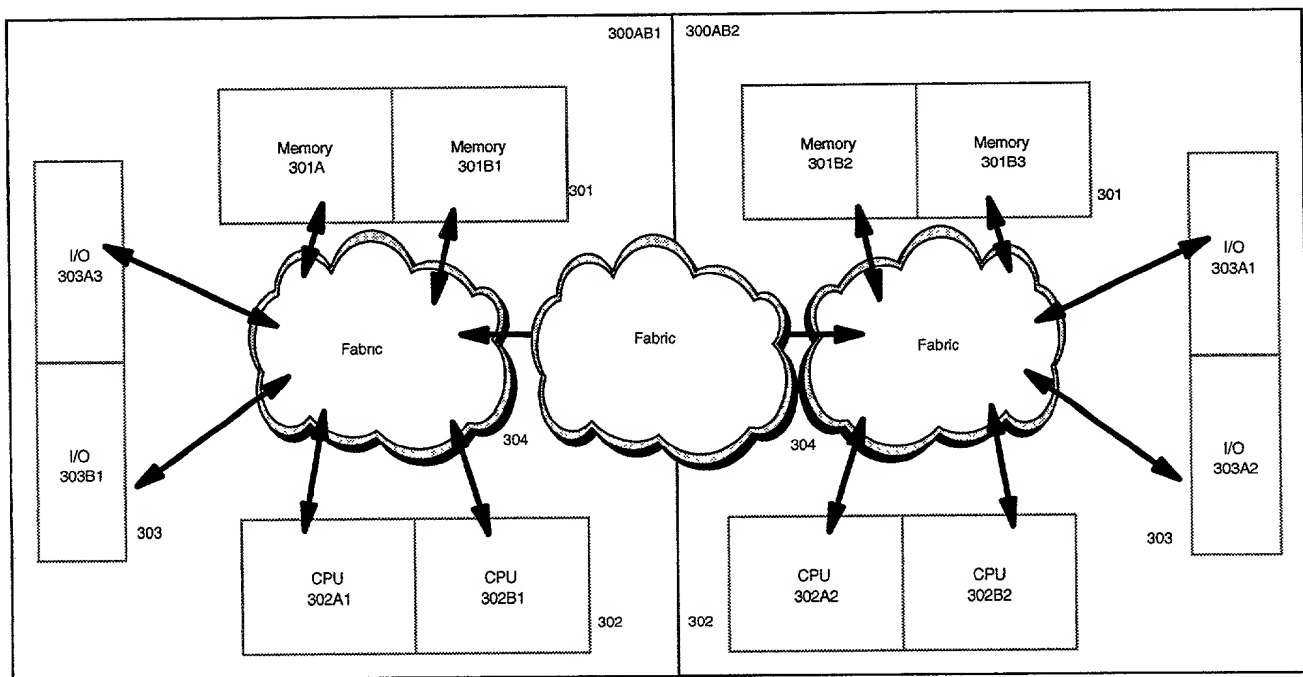 300AB1
300AB2
Memory
301A
Memory
301B1
301
Memory
301B2
Memory
301B3
301
I/O
303A3
I/O
303B1
303
I/O
303A1
I/O
303A2
303
Fabric
304
Fabric
304
Fabric
CPU
302A1
CPU
302B1
302
302
CPU
302A2
CPU
302B2